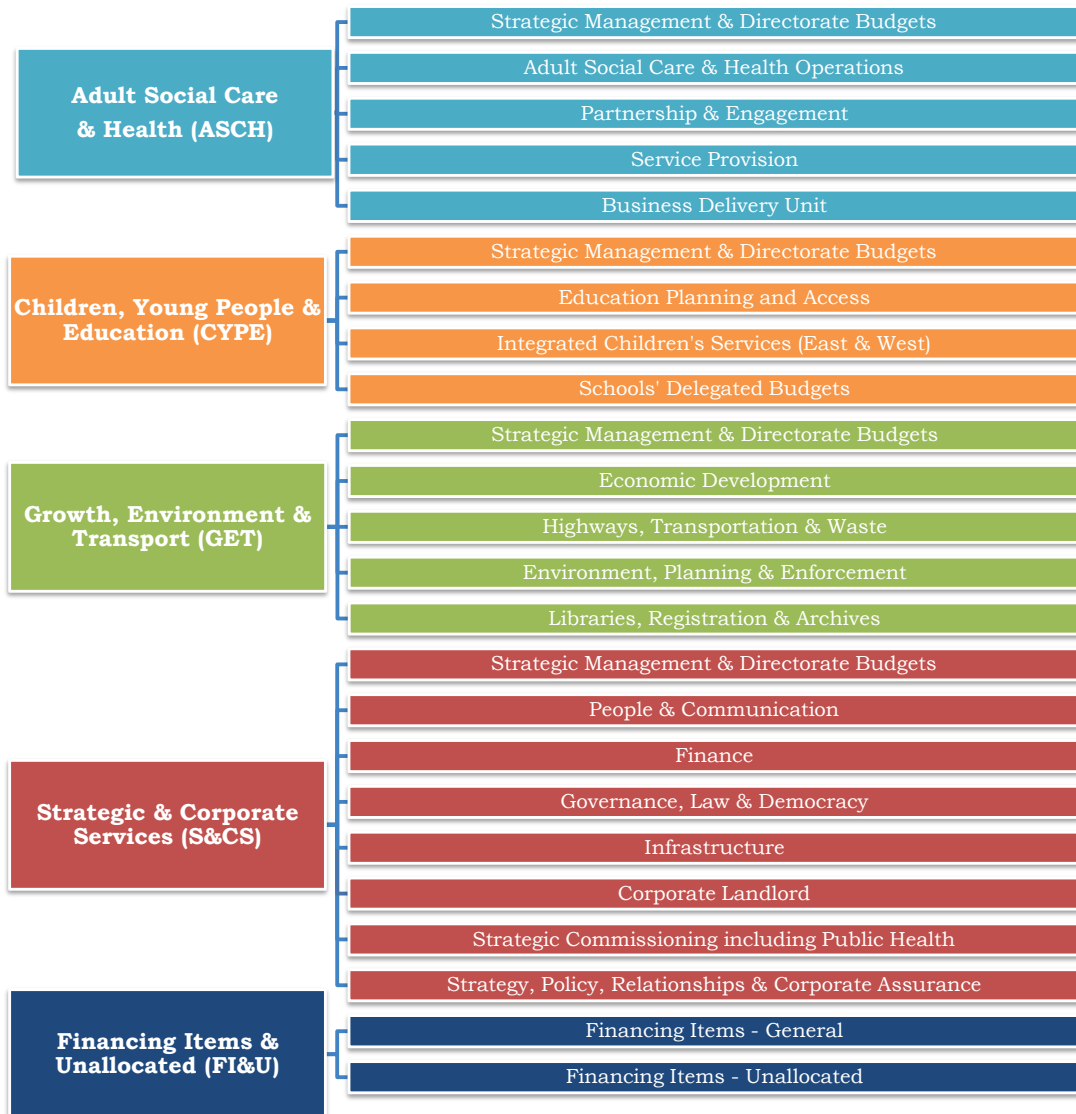 Adult Social Care
& Health (ASCH)
Strategic Management & Directorate Budgets
Adult Social Care & Health Operations
Partnership & Engagement
Service Provision
Business Delivery Unit
Children, Young People &
Education (CYPE)
Strategic Management & Directorate Budgets
Education Planning and Access
Integrated Children's Services (East & West)
Schools' Delegated Budgets
Growth, Environment &
Transport (GET)
Strategic Management & Directorate Budgets
Economic Development
Highways, Transportation & Waste
Environment, Planning & Enforcement
Libraries, Registration & Archives
Strategic & Corporate
Services (S&CS)
Strategic Management & Directorate Budgets
People & Communication
Finance
Governance, Law & Democracy
Infrastructure
Corporate Landlord
Strategic Commissioning including Public Health
Strategy, Policy, Relationships & Corporate Assurance
Financing Items &
Unallocated (FI&U)
Financing Items - General
Financing Items - Unallocated